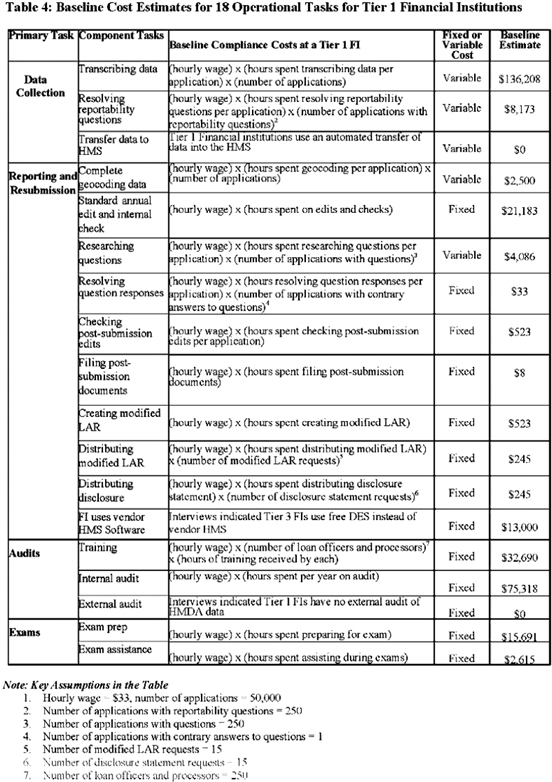 Table 4: Baseline Cost Estimates for 18 Operational Tasks for Tier 1 Financial Institutions
Primary Task Component Tasks Baseline Compliance Costs at a Tier 1 FI Fixed or Variable Cost Baseline Estimate
Data Collection
Transcribing data (hourly wage) x (hours spent transcribing data per application) x (number of applications) Variable $136,208
Resolving reportability questions (hourly wage) x (hours spent resolving reportability questions per application) x (number of applications with reportability questions)2 Variable $8,173
Transfer data to HMS Tier 1 Financial institutions use an automated transfer of data into the HMS Variable $0
Reporting and Resubmission
Complete geocoding data (hourly wage) x (hours spent geocoding per application) x (number of applications) Variable $2,500
Standard annual edit and internal check (hourly wage) x (hours spent on edits and checks) Fixed $21,183
Researching questions (hourly wage) x (hours spent researching questions per application) x (number of applications with questions)3 Variable $4,086
Resolving question responses (hourly wage) x (hours resolving question responses per application) x (number of applications with contrary answers to questions)4 Fixed $33
Checking post-submission edits (hourly wage) x (hours spent checking post-submission edits per application) Fixed $523
Filing post-submission documents (hourly wage) x (hours spent filing post-submission documents) Fixed $8
Creating modified LAR (hourly wage) x (hours spent creating modified LAR) Fixed $523
Distributing modified LAR (hourly wage) x (hours spent distributing modified LAR) x (number of modified LAR requests)5 Fixed $245
Distributing disclosure (hourly wage) x (hours spent distributing disclosure statement) x (number of disclosure statement requests)6 Fixed $245
FI uses vendor HMS Software Interviews indicated Tier 3 FIs use free DES instead of vendor HMS Fixed $13,000
Audits
Training (hourly wage) x (number of loan officers and processors)7 x (hours of training received by each) Fixed $32,690
Internal audit (hourly wage) x (hours spent per year on audit) Fixed $75,318
External audit Interviews indicated Tier 1 FIs have no external audit of HMDA data Fixed $0
Exams
Exam prep (hourly wage) x (hours spent preparing for exam) Fixed $15,691
Exam assistance (hourly wage) x (hours spent assisting during exams) Fixed $2,615
Note: Key Assumptions in the Table
1. Hourly wage = $33, number of applications = 50,000
2. Number of applications with reportability questions = 250
3. Number of applications with questions = 250
4. Number of applications with contrary answers to questions = 1
5. Number of modified LAR requests = 15
6. Number of disclosure statement requests = 15
7. Number of loan officers and processors = 250